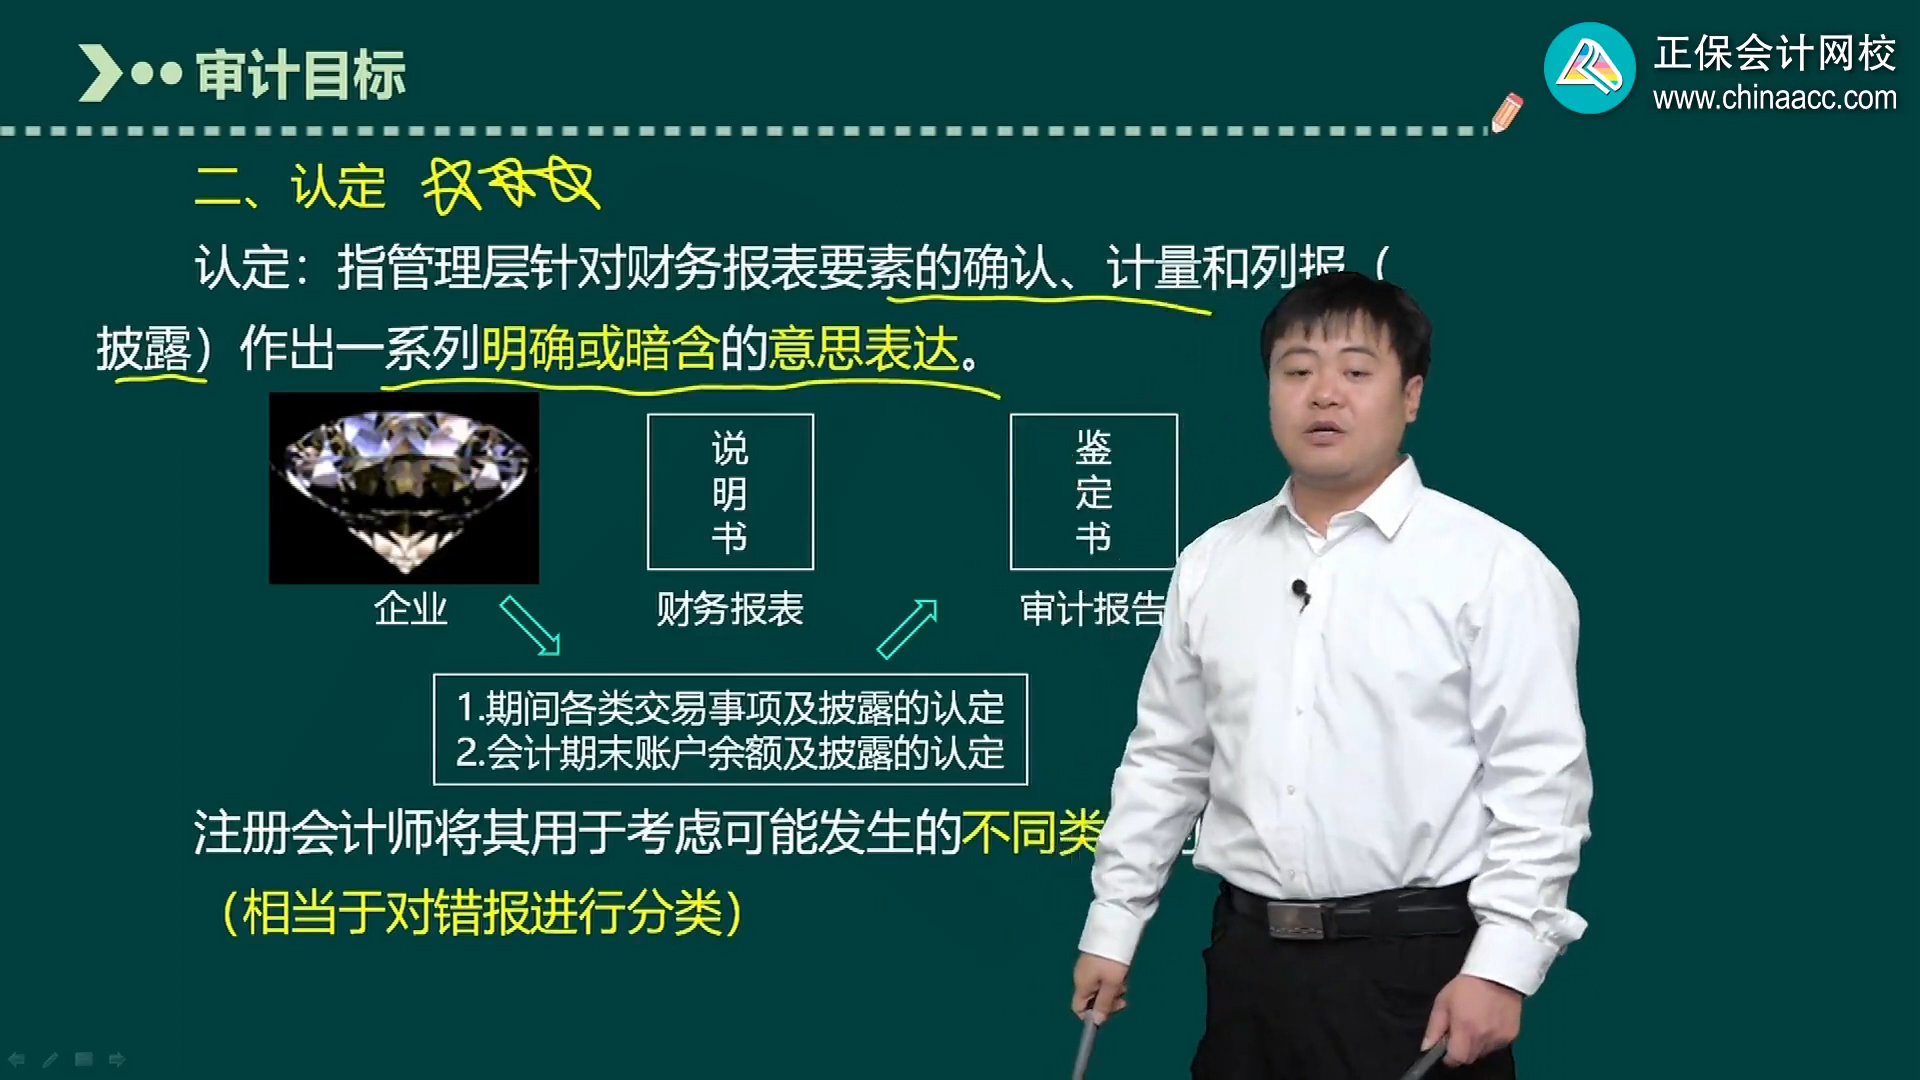 审计目标
正保会计网校
www.chinaacc.com
二、认定
认定：指管理层针对财务报表要素的确认、计量和列报（
披露）作出一系列明确或暗含的意思表达。
说
明
书
鉴
定
书
企业
财务报表
审计报告
1.期间各类交易事项及披露的认定
2.会计期末账户余额及披露的认定
注册会计师将其用于考虑可能发生的不同类
（相当于对错报进行分类）